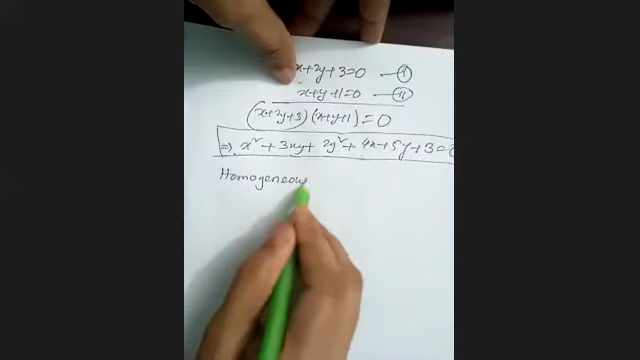 x+2y+3=0 — (I)
x+y+1=0 — (II)
(x+2y+3)(x+y+1)=0
⇒ x²+3xy+2y²+4x+5y+3=0
Homogeneous